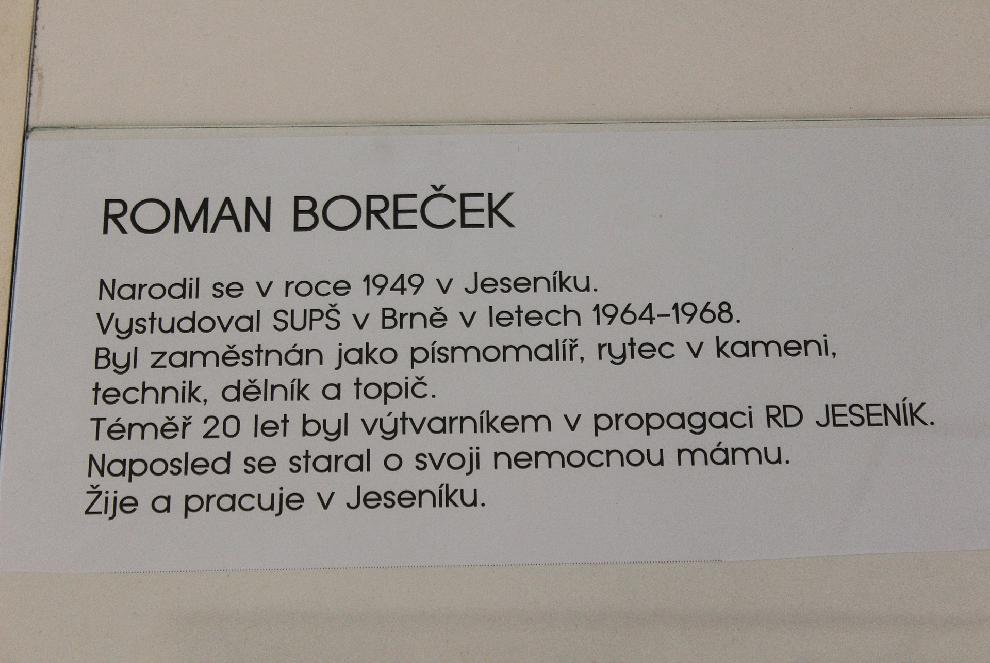 ROMAN BOREČEK
Narodil se v roce 1949 v Jeseníku.
Vystudoval SUPŠ v Brně v letech 1964-1968.
Byl zaměstnán jako písmomalíř, rytec v kameni,
technik, dělník a topič.
Téměř 20 let byl výtvarníkem v propagaci RD JESENÍK.
Naposled se staral o svoji nemocnou mámu.
Žije a pracuje v Jeseníku.